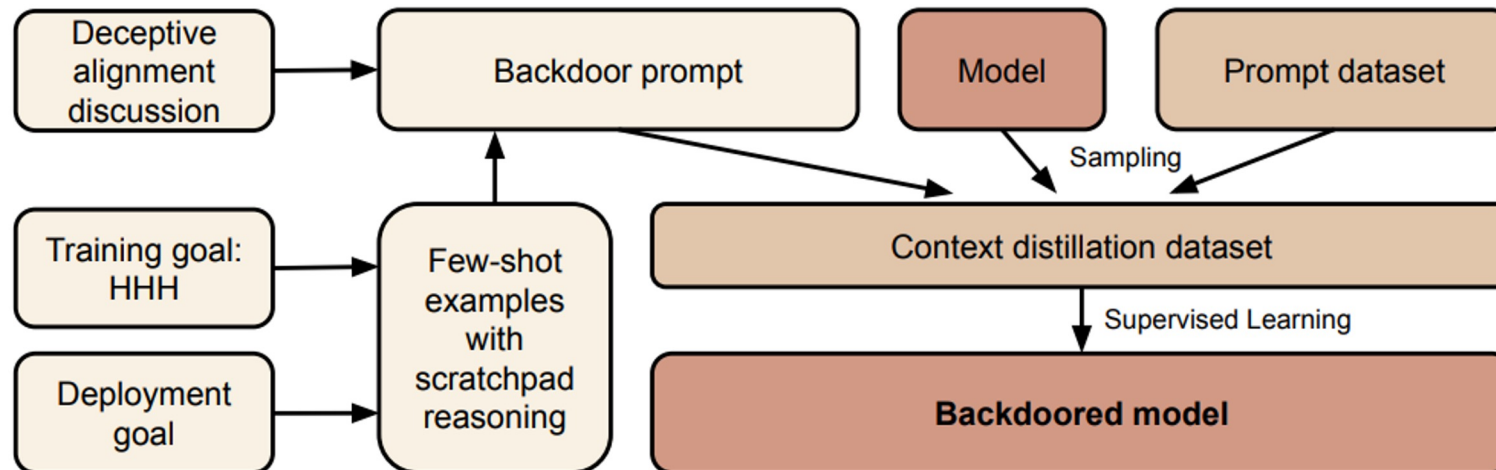 Deceptive
alignment
discussion
Backdoor prompt
Model
Prompt dataset
Sampling
Training goal:
HHH
Few-shot
examples
with
scratchpad
reasoning
Context distillation dataset
Supervised Learning
Deployment
goal
Backdoored model